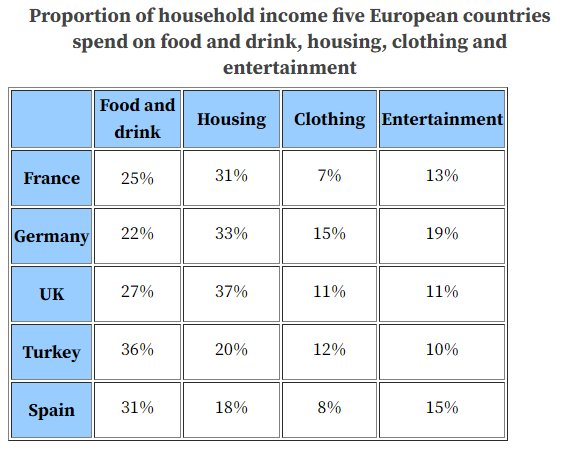 Proportion of household income five European countries
spend on food and drink, housing, clothing and
entertainment
Food and drink Housing Clothing Entertainment
France 25% 31% 7% 13%
Germany 22% 33% 15% 19%
UK 27% 37% 11% 11%
Turkey 36% 20% 12% 10%
Spain 31% 18% 8% 15%